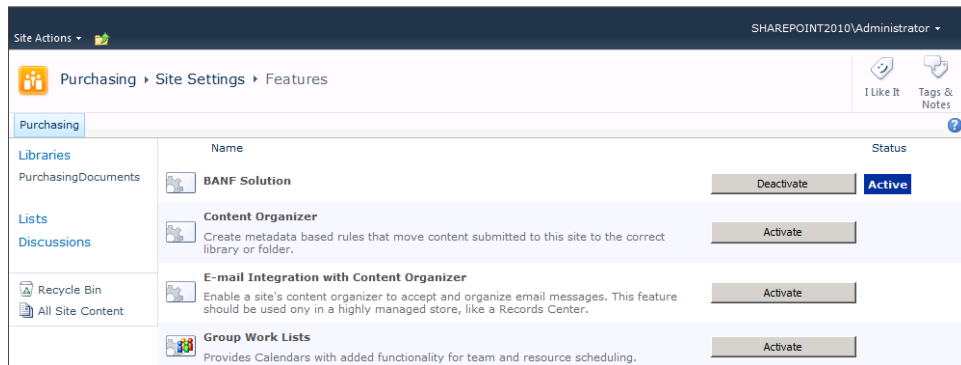 SHAREPOINT2010\Administrator
Site Actions
Purchasing ▸ Site Settings ▸ Features
I Like It
Tags &
Notes
Purchasing
Libraries
PurchasingDocuments
Lists
Discussions
Recycle Bin
All Site Content
Name
Status
BANF Solution
Deactivate
Active
Content Organizer
Create metadata based rules that move content submitted to this site to the correct
library or folder.
Activate
E-mail Integration with Content Organizer
Enable a site's content organizer to accept and organize email messages. This feature
should be used ony in a highly managed store, like a Records Center.
Activate
Group Work Lists
Provides Calendars with added functionality for team and resource scheduling.
Activate